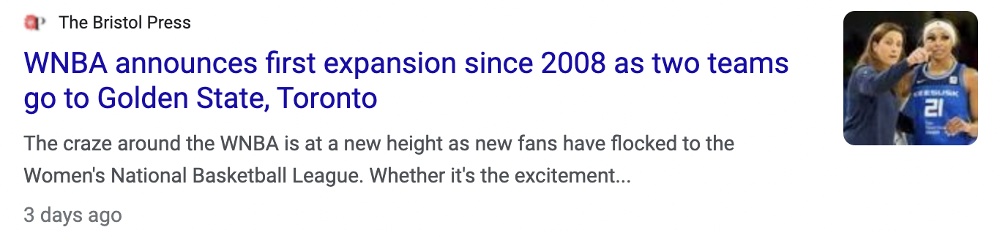 The Bristol Press
WNBA announces first expansion since 2008 as two teams
go to Golden State, Toronto
The craze around the WNBA is at a new height as new fans have flocked to the
Women's National Basketball League. Whether it's the excitement...
3 days ago
21